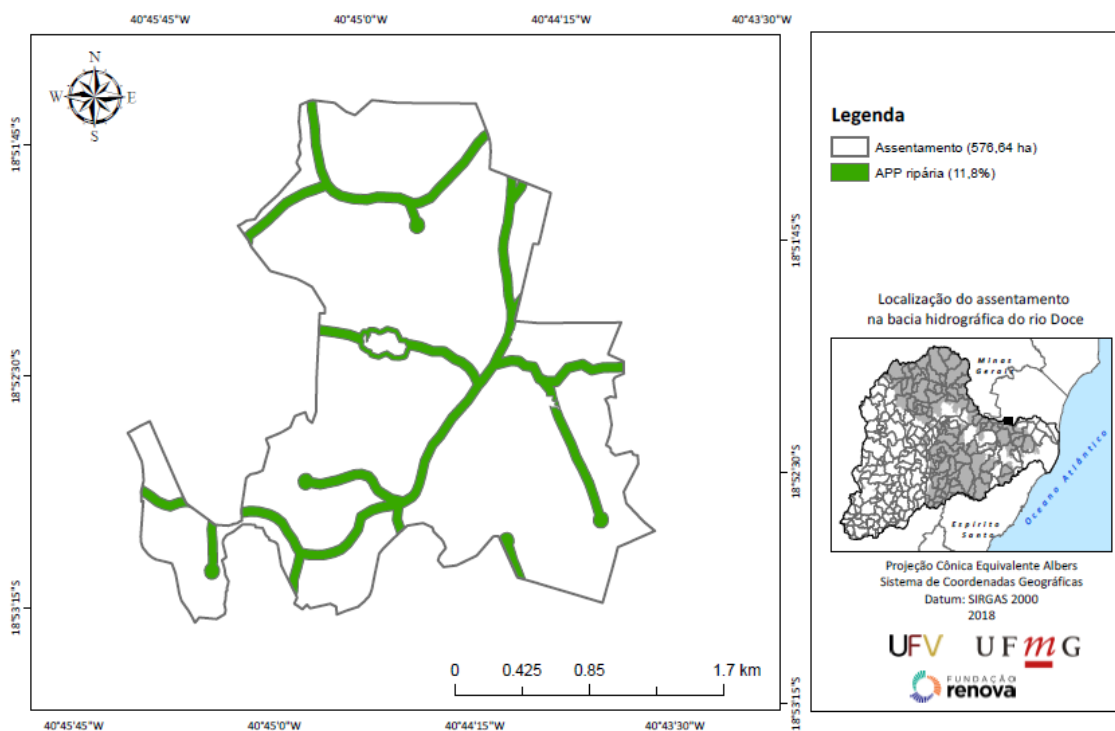 40°45'45"W
40°45'0"W
40°44'15"W
40°43'30"W
N
W
E
S
18°51'45"S
18°52'30"S
18°53'15"S
18°51'45"S
18°52'30"S
18°53'15"S
0
0.425
0.85
1.7 km
40°45'45"W
40°45'0"W
40°44'15"W
40°43'30"W
Legenda
Assentamento (576,64 ha)
APP ripária (11,8%)
Localização do assentamento
na bacia hidrográfica do rio Doce
Minas
Gerais
Oceano Atlântico
Espírito
Santo
Projeção Cônica Equivalente Albers
Sistema de Coordenadas Geográficas
Datum: SIRGAS 2000
2018
UFV
UFmG
FUNDAÇÃO
renova